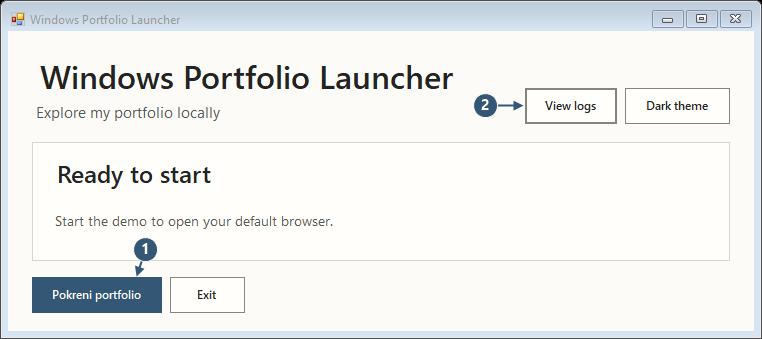 Windows Portfolio Launcher
Windows Portfolio Launcher
Explore my portfolio locally
2
View logs
Dark theme
Ready to start
Start the demo to open your default browser.
1
Pokreni portfolio
Exit